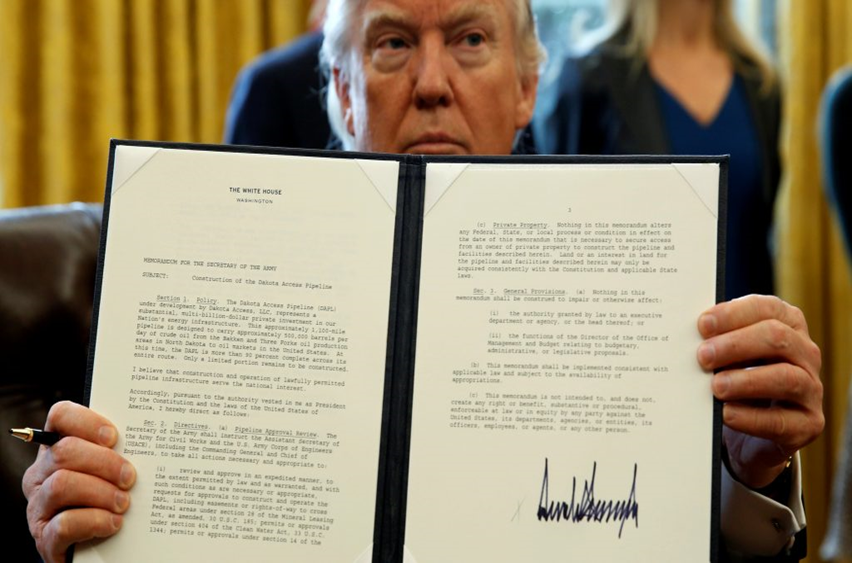 THE WHITE HOUSE
WASHINGTON
MEMORANDUM FOR THE SECRETARY OF THE ARMY
SUBJECT: Construction of the Dakota Access Pipeline
Section 1. Policy. The Dakota Access Pipeline (DAPL)
under development by Dakota Access, LLC, represents a
substantial, multi-billion-dollar private investment in our
Nation's energy infrastructure. This approximately 1,100-mile
pipeline is designed to carry approximately 500,000 barrels per
day of crude oil from the Bakken and Three Forks oil production
areas in North Dakota to oil markets in the United States. At
this time, the DAPL is more than 90 percent complete across its
entire route. Only a limited portion remains to be constructed.
I believe that construction and operation of lawfully permitted
pipeline infrastructure serve the national interest.
Accordingly, pursuant to the authority vested in me as President
by the Constitution and the laws of the United States of
America, I hereby direct as follows:
Sec. 2. Directives. (a) Pipeline Approval Review. The
Secretary of the Army shall instruct the Assistant Secretary of
the Army for Civil Works and the U.S. Army Corps of Engineers
(USACE), including the Commanding General and Chief of
Engineers, to take all actions necessary and appropriate to:
(i) review and approve in an expedited manner, to
the extent permitted by law and as warranted, and with
such conditions as are necessary or appropriate,
requests for approvals to construct and operate the
DAPL, including easements or rights-of-way to cross
Federal areas under section 28 of the Mineral Leasing
Act, as amended, 30 U.S.C. 185; permits or approvals
under section 404 of the Clean Water Act, 33 U.S.C.
1344; permits or approvals under section 14 of the
3
(c) Private Property. Nothing in this memorandum alters
any Federal, State, or local process or condition in effect on
the date of this memorandum that is necessary to secure access
from an owner of private property to construct the pipeline and
facilities described herein. Land or an interest in land for
the pipeline and facilities described herein may only be
acquired consistently with the Constitution and applicable State
laws.
Sec. 3. General Provisions. (a) Nothing in this
memorandum shall be construed to impair or otherwise affect:
(i) the authority granted by law to an executive
department or agency, or the head thereof; or
(ii) the functions of the Director of the Office of
Management and Budget relating to budgetary,
administrative, or legislative proposals.
(b) This memorandum shall be implemented consistent with
applicable law and subject to the availability of
appropriations.
(c) This memorandum is not intended to, and does not,
create any right or benefit, substantive or procedural,
enforceable at law or in equity by any party against the
United States, its departments, agencies, or entities, its
officers, employees, or agents, or any other person.